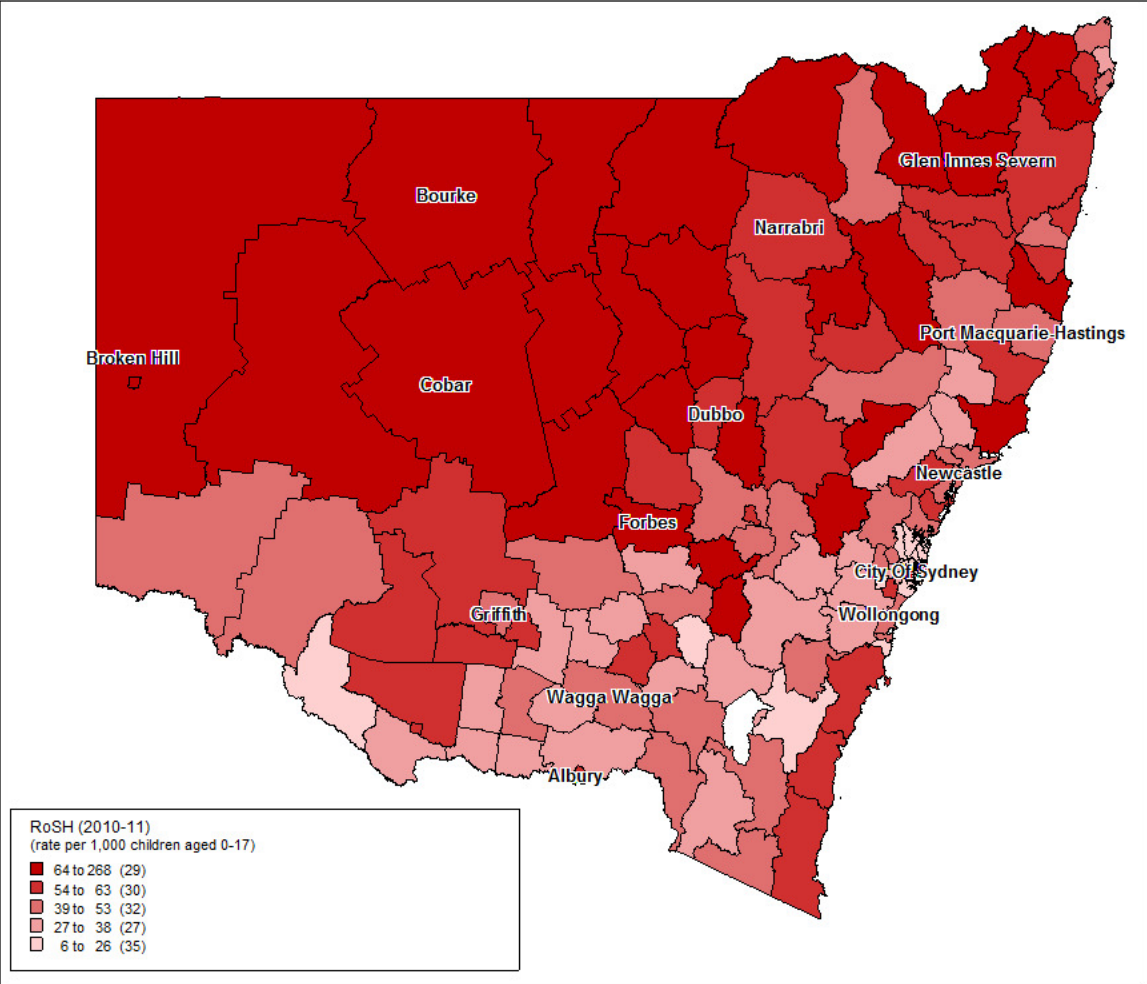 Glen Innes Severn
Bourke
Narrabri
Port Macquarie-Hastings
Broken Hill
Cobar
Dubbo
Newcastle
Forbes
City Of Sydney
Griffith
Wollongong
Wagga Wagga
Albury
RoSH (2010-11)
(rate per 1,000 children aged 0-17)
64 to 268 (29)
54 to 63 (30)
39 to 53 (32)
27 to 38 (27)
6 to 26 (35)